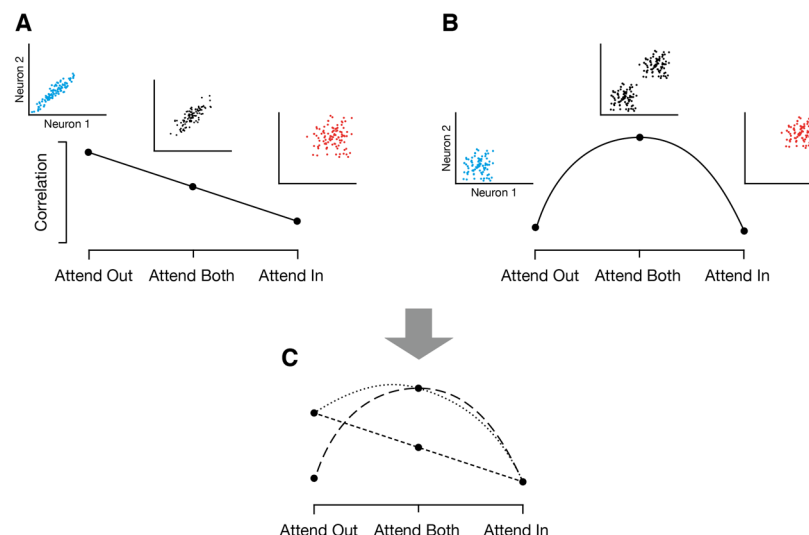 A
Neuron 2
Neuron 1
Correlation
Attend Out Attend Both Attend In
B
Neuron 2
Neuron 1
Attend Out Attend Both Attend In
C
Attend Out Attend Both Attend In